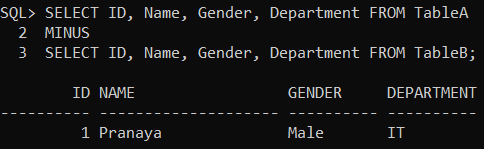 SQL> SELECT ID, Name, Gender, Department FROM TableA
  2  MINUS
  3  SELECT ID, Name, Gender, Department FROM TableB;

        ID NAME                 GENDER     DEPARTMENT
---------- -------------------- ---------- ----------
         1 Pranaya              Male       IT